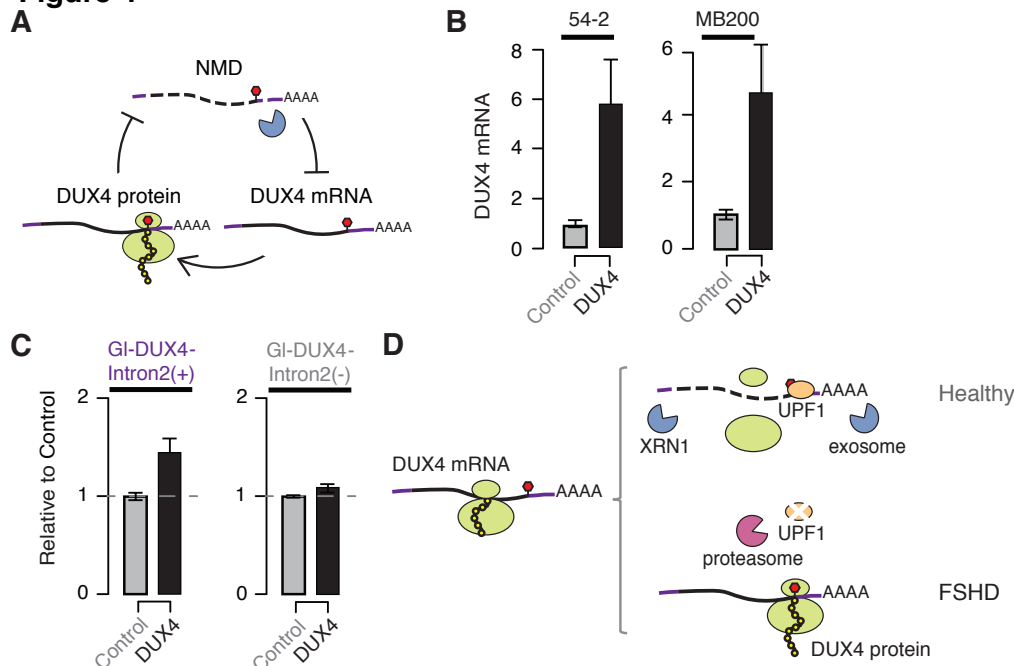 A
NMD
AAAA
DUX4 protein
DUX4 mRNA
AAAA
AAAA
B
54-2
MB200
DUX4 mRNA
8
6
4
2
0
6
4
2
0
Control
DUX4
Control
DUX4
C
GI-DUX4-
Intron2(+)
GI-DUX4-
Intron2(-)
Relative to Control
2
1
0
2
1
0
Control
DUX4
Control
DUX4
D
DUX4 mRNA
AAAA
AAAA
UPF1
XRN1
exosome
Healthy
UPF1
proteasome
AAAA
FSHD
DUX4 protein